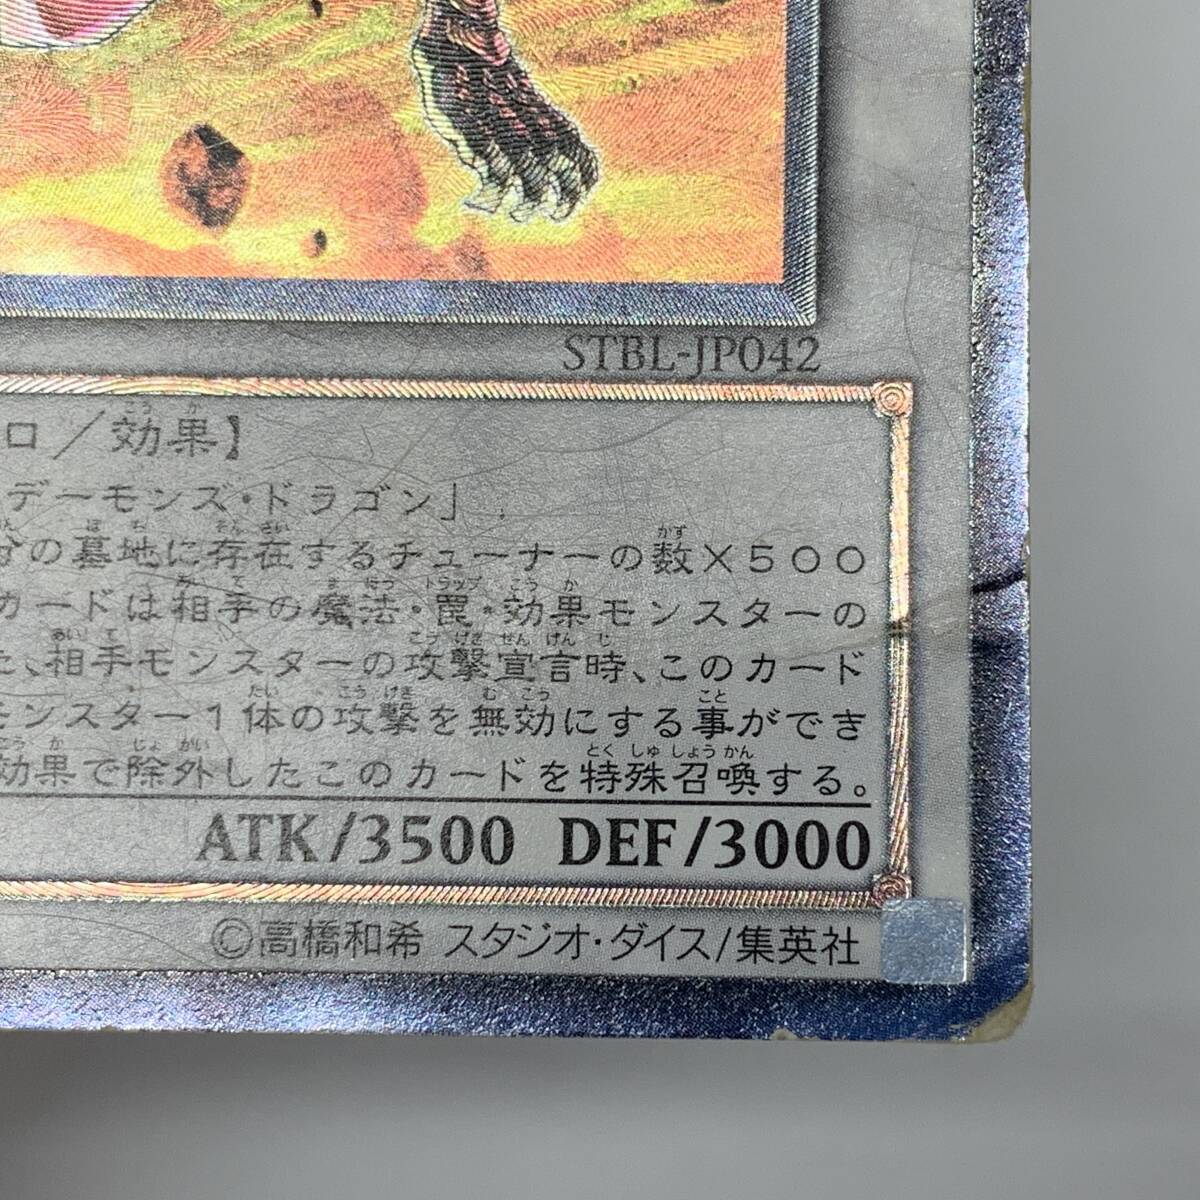 STBL-JP042
ロ／効果】
デーモンズ・ドラゴン」
の墓地に存在するチューナーの数×500
カードは相手の魔法・罠・効果モンスターの
、相手モンスターの攻撃宣言時、このカード
モンスター1体の攻撃を無効にする事ができ
効果で除外したこのカードを特殊召喚する。
ATK/3500 DEF/3000
©高橋和希 スタジオ・ダイス/集英社